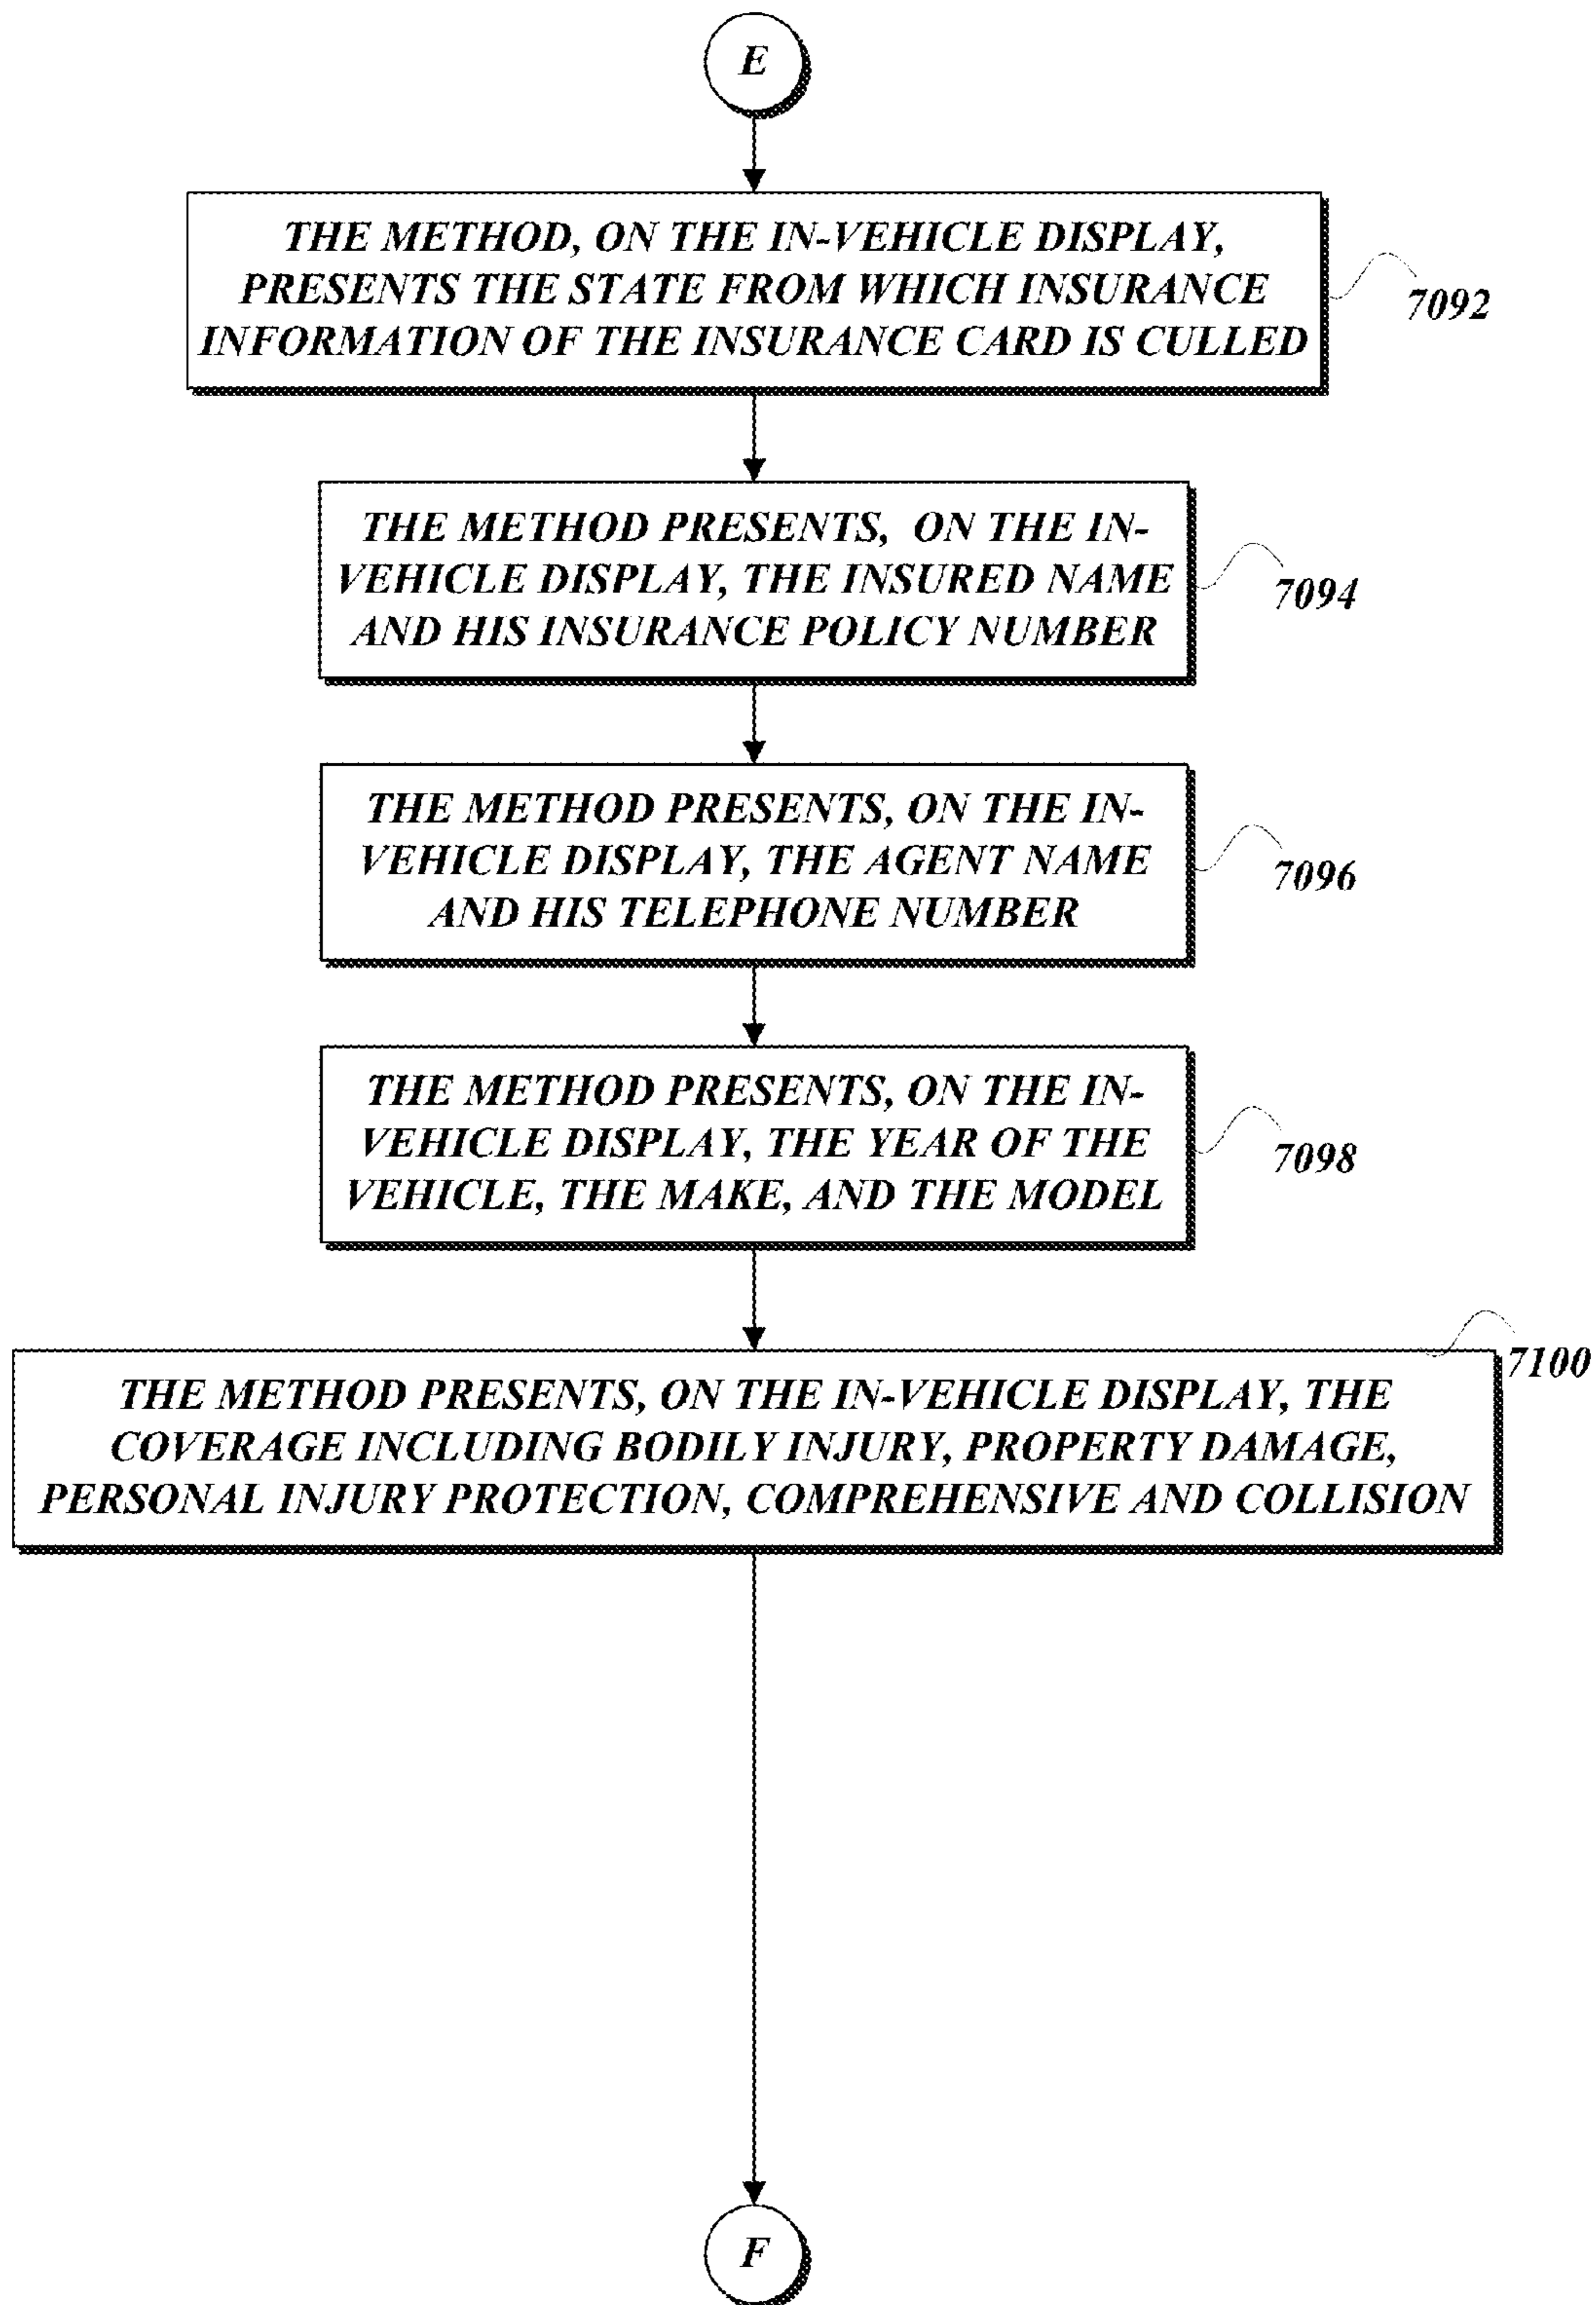 E
THE METHOD, ON THE IN-VEHICLE DISPLAY,
PRESENTS THE STATE FROM WHICH INSURANCE
INFORMATION OF THE INSURANCE CARD IS CULLED
7092
THE METHOD PRESENTS, ON THE IN-
VEHICLE DISPLAY, THE INSURED NAME
AND HIS INSURANCE POLICY NUMBER
7094
THE METHOD PRESENTS, ON THE IN-
VEHICLE DISPLAY, THE AGENT NAME
AND HIS TELEPHONE NUMBER
7096
THE METHOD PRESENTS, ON THE IN-
VEHICLE DISPLAY, THE YEAR OF THE
VEHICLE, THE MAKE, AND THE MODEL
7098
7100
THE METHOD PRESENTS, ON THE IN-VEHICLE DISPLAY, THE
COVERAGE INCLUDING BODILY INJURY, PROPERTY DAMAGE,
PERSONAL INJURY PROTECTION, COMPREHENSIVE AND COLLISION
F